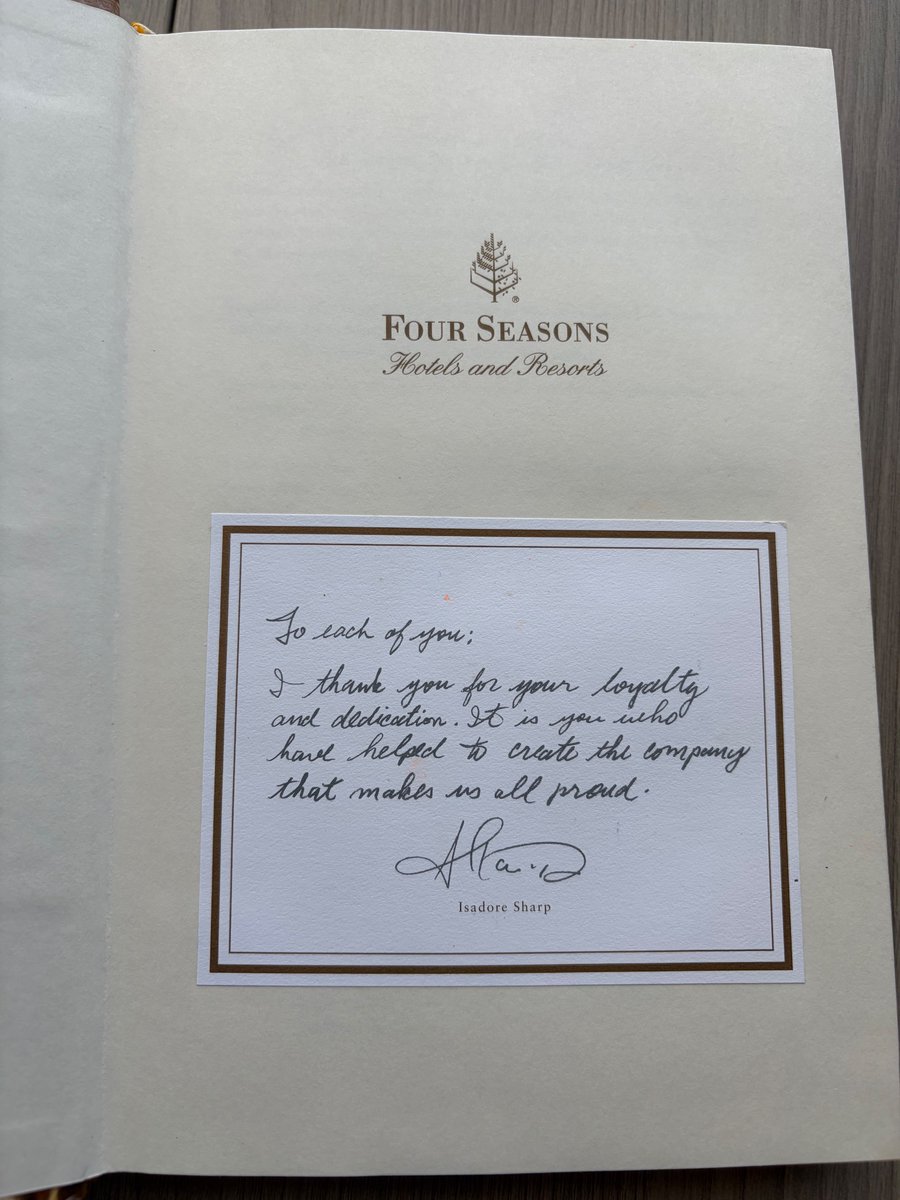 FOUR SEASONS
Hotels and Resorts
To each of you:
I thank you for your loyalty
and dedication. It is you who
have helped to create the company
that makes us all proud.
Isadore Sharp